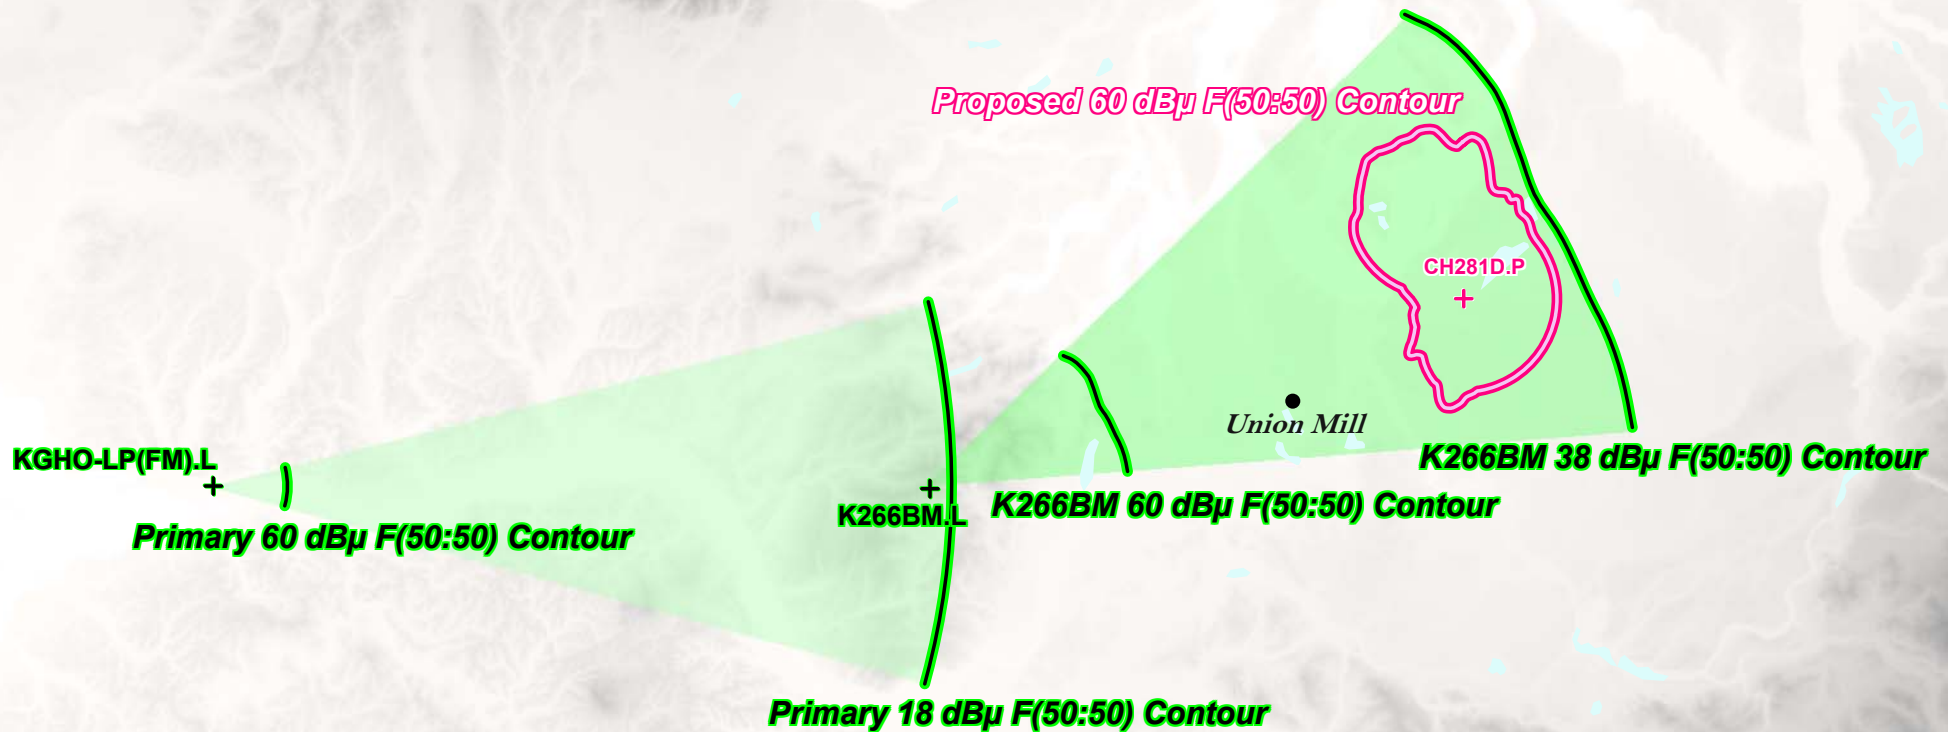 Proposed 60 dBµ F(50:50) Contour
CH281D.P
Union Mill
KGHO-LP(FM).L
K266BM 38 dBµ F(50:50) Contour
K266BM.L
K266BM 60 dBµ F(50:50) Contour
Primary 60 dBµ F(50:50) Contour
Primary 18 dBµ F(50:50) Contour